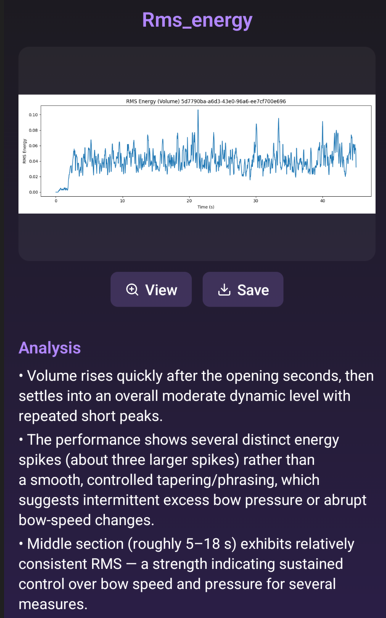 Rms_energy
RMS Energy (Volume) 5d7790ba-a6d3-43e0-96a6-ee7cf700e696
0.10
0.08
0.06
0.04
0.02
0.00
RMS Energy
0 10 20 30 40
Time (s)
View Save
Analysis
• Volume rises quickly after the opening seconds, then
settles into an overall moderate dynamic level with
repeated short peaks.
• The performance shows several distinct energy
spikes (about three larger spikes) rather than
a smooth, controlled tapering/phrasing, which
suggests intermittent excess bow pressure or abrupt
bow-speed changes.
• Middle section (roughly 5–18 s) exhibits relatively
consistent RMS — a strength indicating sustained
control over bow speed and pressure for several
measures.